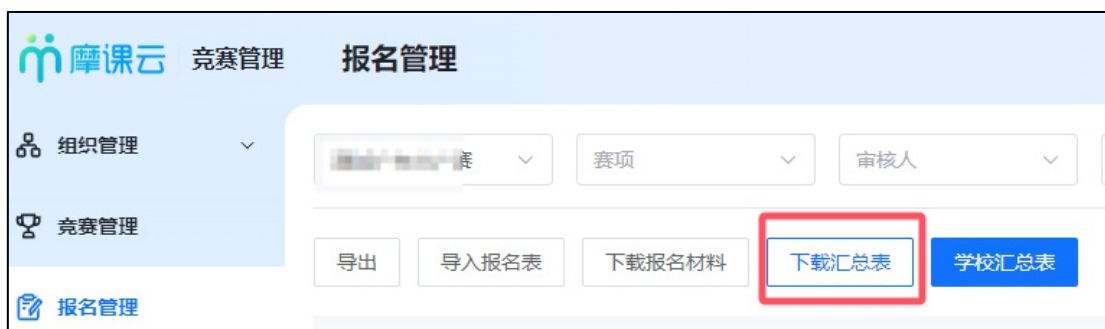 摩课云 竞赛管理 报名管理
组织管理
赛 赛项 审核人
竞赛管理
导出 导入报名表 下载报名材料 下载汇总表 学校汇总表
报名管理